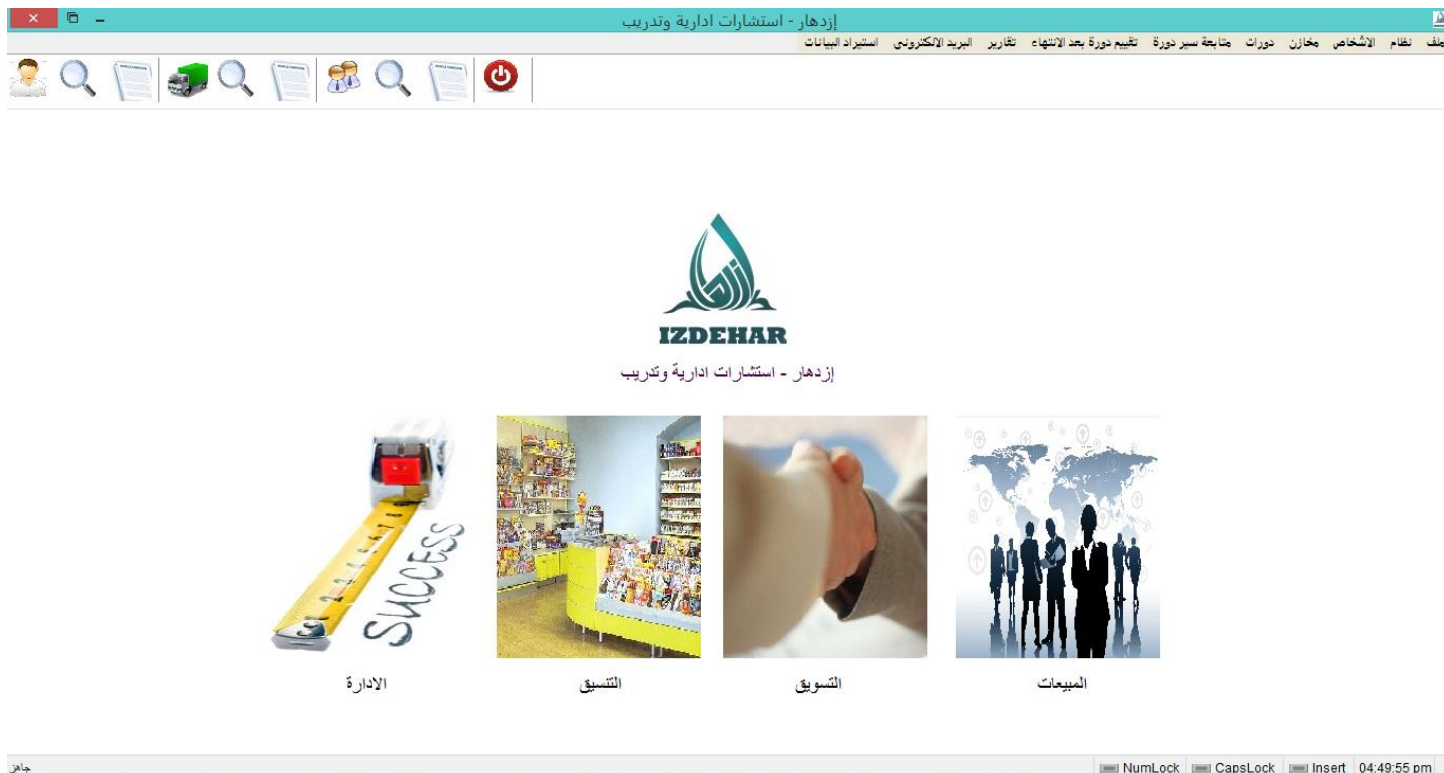 إزدهار - استشارات ادارية وتدريب
ملف نظام الاشخاص مخازن دورات متابعة سير دورة تقييم دورة بعد الانتهاء تقارير البريد الالكترونى استيراد البيانات
ازدهار
IZDEHAR
إزدهار - استشارات ادارية وتدريب
SUCCESS
المبيعات التسويق التنسيق الادارة
جاهز NumLock CapsLock Insert 04:49:55 pm